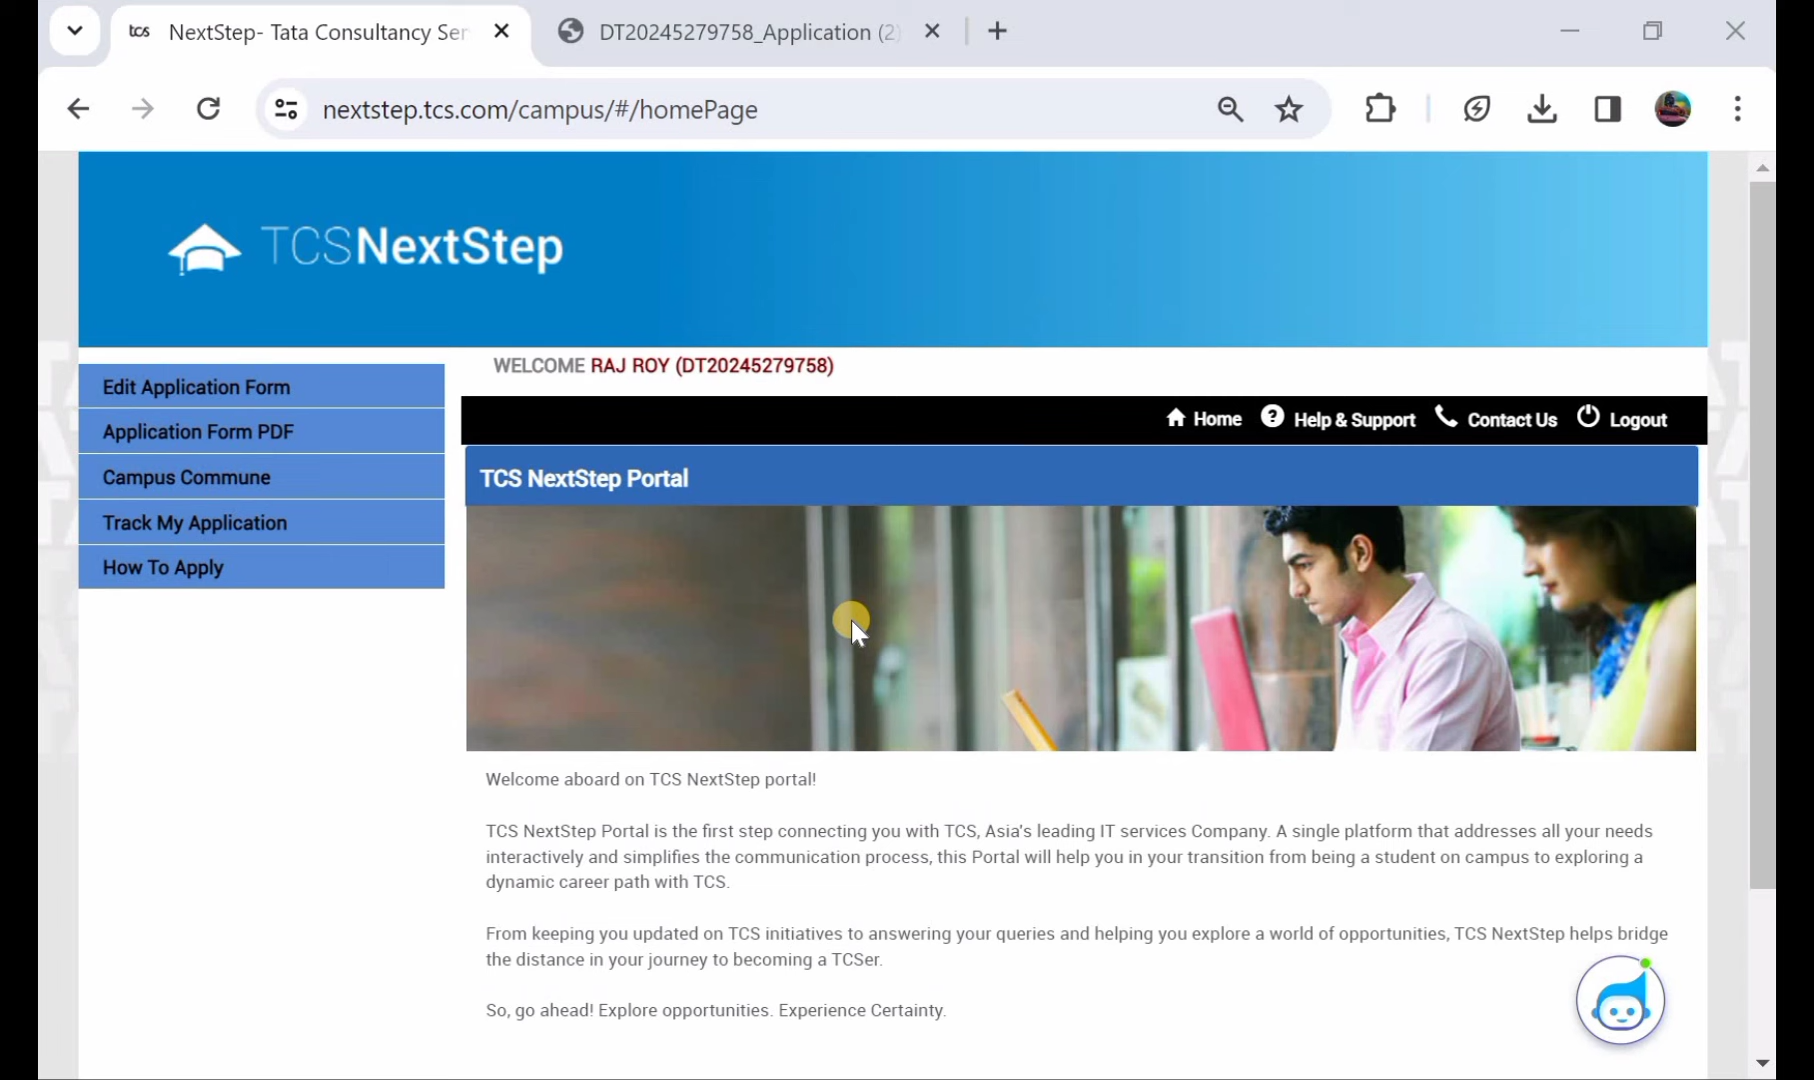 tcs NextStep- Tata Consultancy Ser
DT20245279758_Application (2)
nextstep.tcs.com/campus/#/homePage
TCSNextStep
WELCOME RAJ ROY (DT20245279758)
Edit Application Form
Application Form PDF
Campus Commune
Track My Application
How To Apply
Home Help & Support Contact Us Logout
TCS NextStep Portal
Welcome aboard on TCS NextStep portal!
TCS NextStep Portal is the first step connecting you with TCS, Asia's leading IT services Company. A single platform that addresses all your needs
interactively and simplifies the communication process, this Portal will help you in your transition from being a student on campus to exploring a
dynamic career path with TCS.
From keeping you updated on TCS initiatives to answering your queries and helping you explore a world of opportunities, TCS NextStep helps bridge
the distance in your journey to becoming a TCSer.
So, go ahead! Explore opportunities. Experience Certainty.